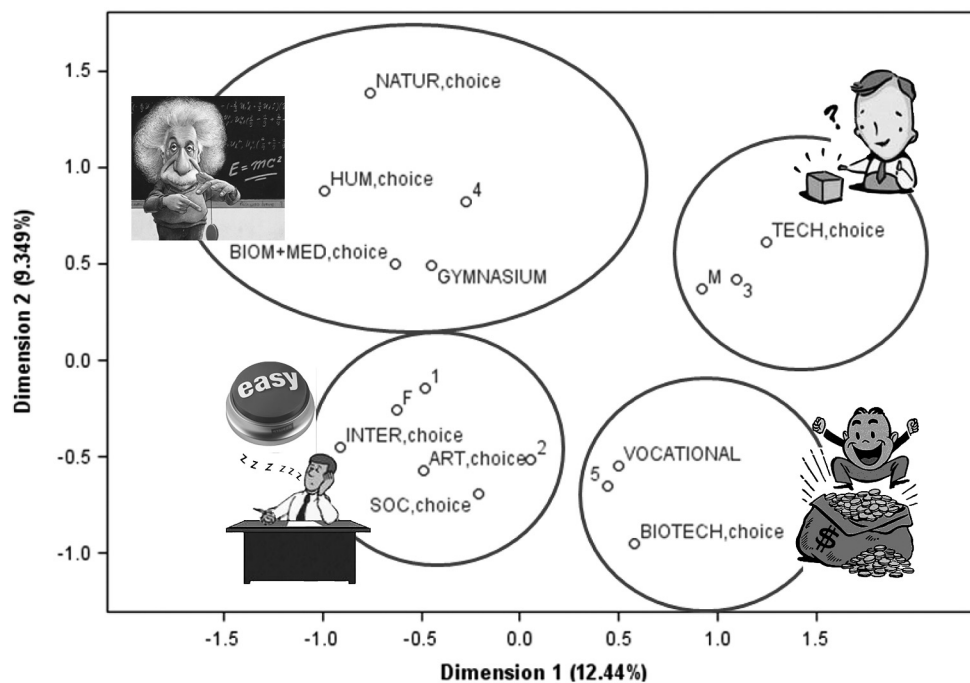 1.5
1.0
0.5
0.0
-0.5
-1.0
Dimension 2 (9.349%)
NATUR,choice
HUM,choice
4
BIOM+MED,choice
GYMNASIUM
E=mc²
?
TECH,choice
M
3
easy
1
F
INTER,choice
ART,choice
2
SOC,choice
z z z z z z
VOCATIONAL
5
BIOTECH,choice
$
-1.5
-1.0
-0.5
0.0
0.5
1.0
1.5
Dimension 1 (12.44%)